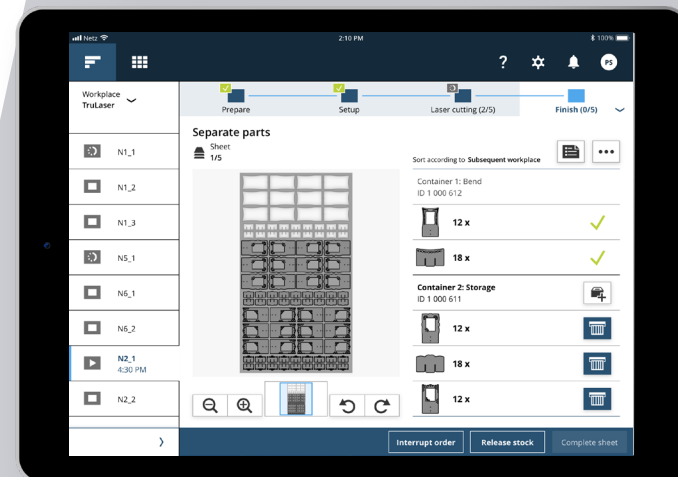 Netz
2:10 PM
100%
?
PS
Workplace
TruLaser
Prepare
Setup
Laser cutting (2/5)
Finish (0/5)
N1_1
N1_2
N1_3
N5_1
N6_1
N6_2
N2_1
4:30 PM
N2_2
Separate parts
Sheet
1/5
Sort according to Subsequent workplace
Container 1: Bend
ID 1 000 612
12 x
18 x
Container 2: Storage
ID 1 000 611
12 x
18 x
12 x
Interrupt order
Release stock
Complete sheet